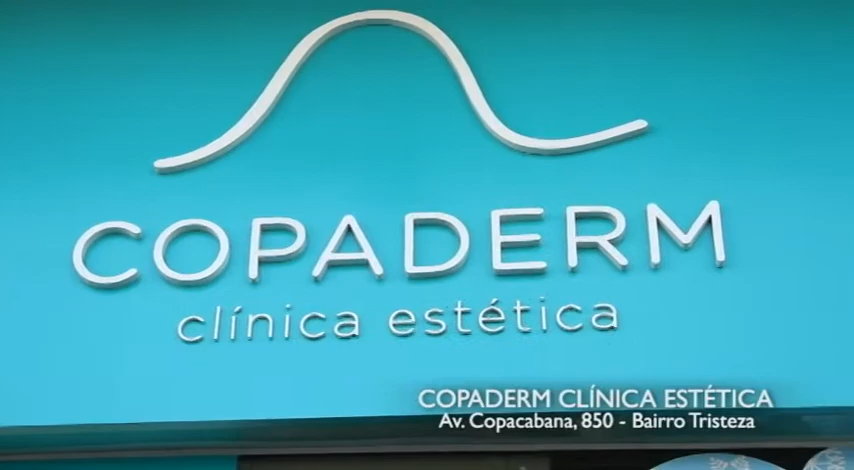 COPADERM
clínica estética
COPADERM CLÍNICA ESTÉTICA
Av. Copacabana, 850 - Bairro Tristeza